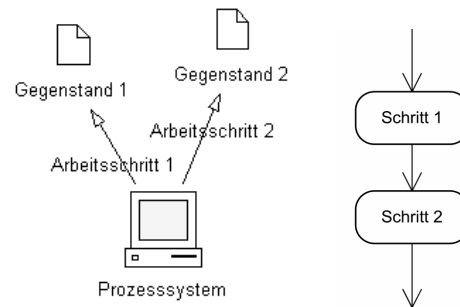 Gegenstand 1
Gegenstand 2
Arbeitsschritt 1
Arbeitsschritt 2
Prozesssystem
Schritt 1
Schritt 2